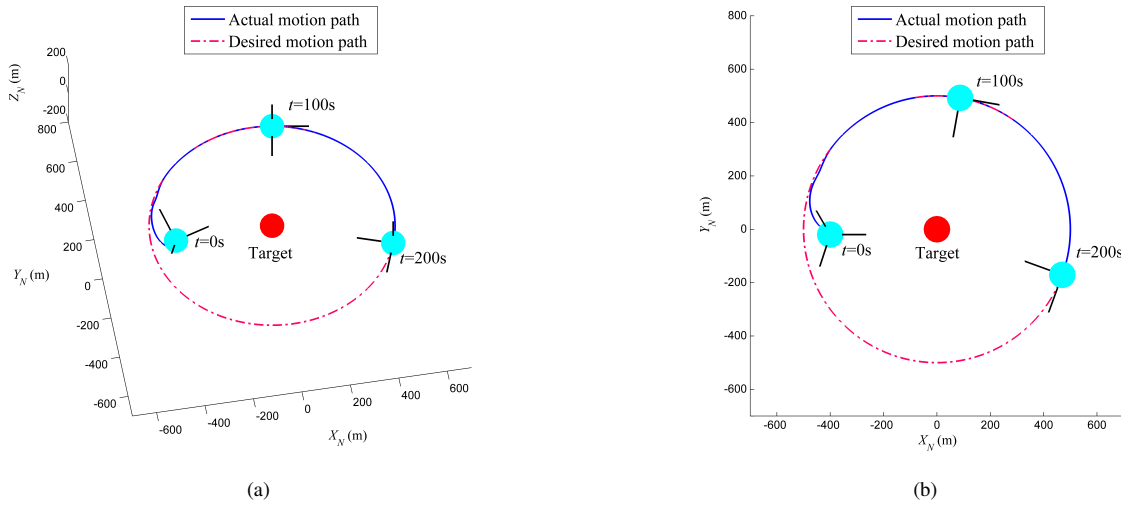 Actual motion path
Desired motion path
200
0
-200
Z_N (m)
800
600
400
200
0
-200
-400
-600
Y_N (m)
t=100s
t=0s
Target
t=200s
-600
-400
-200
0
200
400
600
X_N (m)
(a)
Actual motion path
Desired motion path
800
600
400
200
0
-200
-400
-600
Y_N (m)
t=100s
t=0s
Target
t=200s
-600 -400 -200 0 200 400 600
X_N (m)
(b)